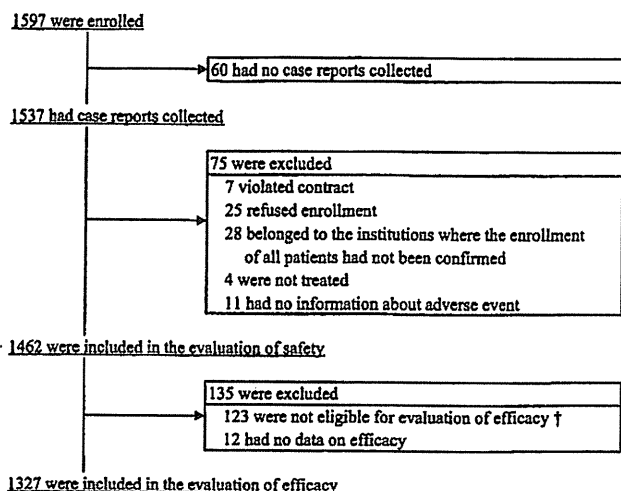 1597 were enrolled
60 had no case reports collected
1537 had case reports collected
75 were excluded
7 violated contract
25 refused enrollment
28 belonged to the institutions where the enrollment
of all patients had not been confirmed
4 were not treated
11 had no information about adverse event
1462 were included in the evaluation of safety
135 were excluded
123 were not eligible for evaluation of efficacy †
12 had no data on efficacy
1327 were included in the evaluation of efficacy